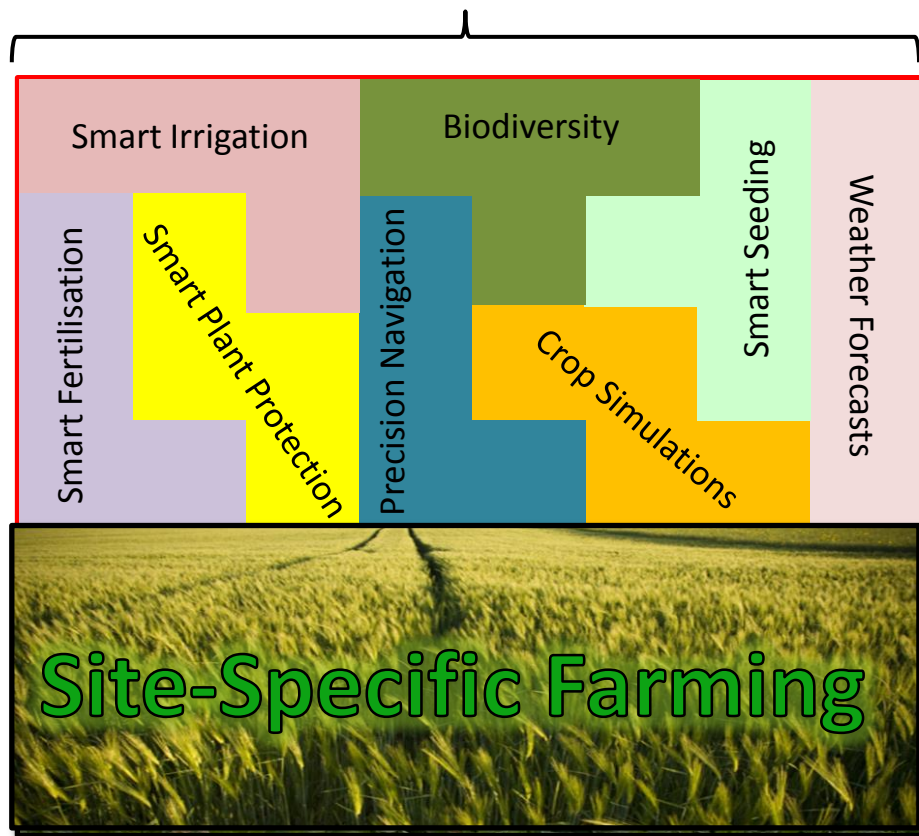 Smart Irrigation
Biodiversity
Smart Seeding
Weather Forecasts
Smart Fertilisation
Smart Plant Protection
Precision Navigation
Crop Simulations
Site-Specific Farming